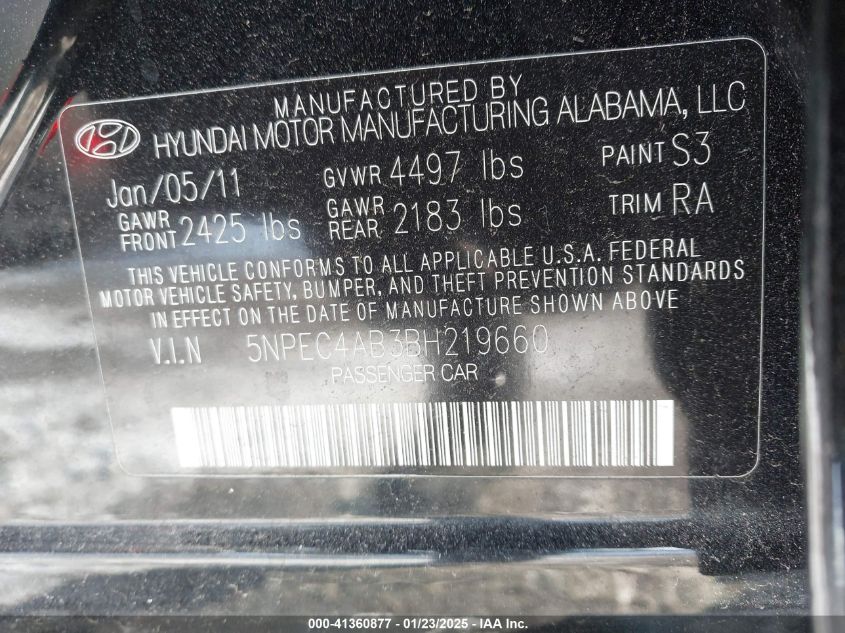 MANUFACTURED BY
HYUNDAI MOTOR MANUFACTURING ALABAMA, LLC
Jan/05/11 GVWR 4497 lbs PAINT S3
GAWR FRONT 2425 lbs GAWR REAR 2183 lbs TRIM RA
THIS VEHICLE CONFORMS TO ALL APPLICABLE U.S.A. FEDERAL
MOTOR VEHICLE SAFETY, BUMPER, AND THEFT PREVENTION STANDARDS
IN EFFECT ON THE DATE OF MANUFACTURE SHOWN ABOVE
V.I.N 5NPEC4AB3BH219660
PASSENGER CAR
000-41360877 - 01/23/2025 - IAA Inc.